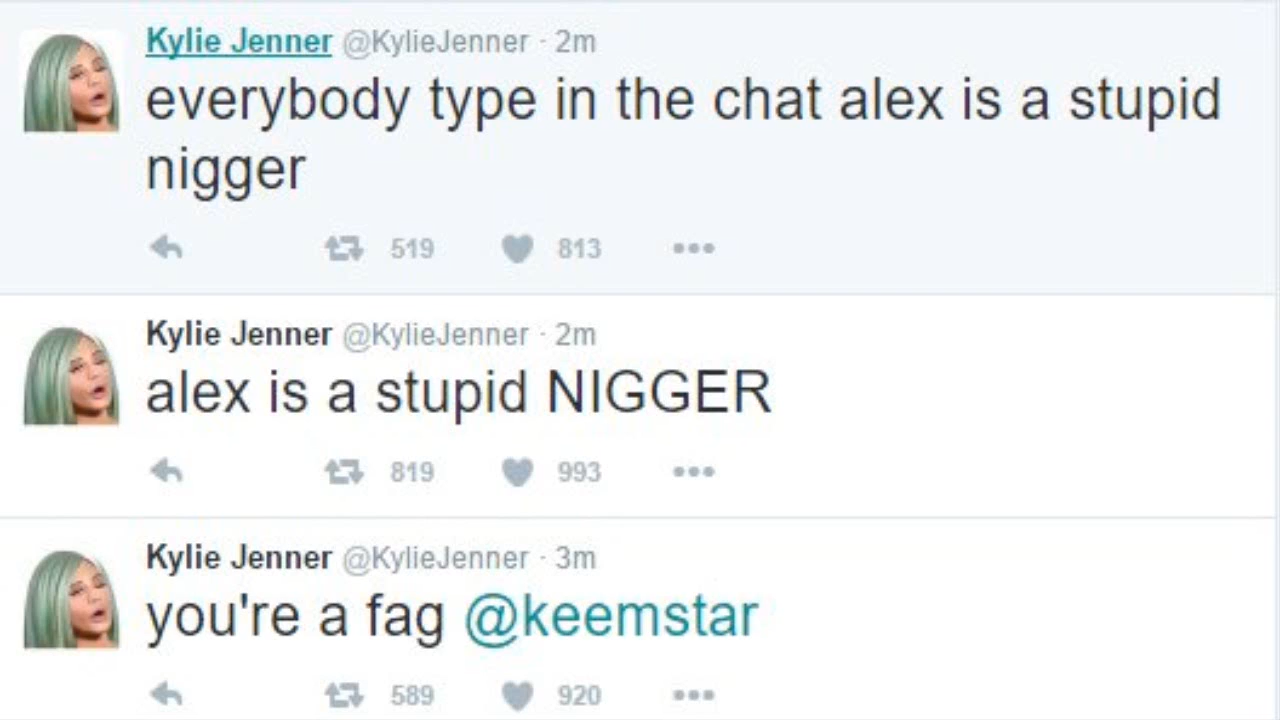 Kylie Jenner @KylieJenner · 2m
everybody type in the chat alex is a stupid
nigger
519 813 •••
Kylie Jenner @KylieJenner · 2m
alex is a stupid NIGGER
819 993 •••
Kylie Jenner @KylieJenner · 3m
you're a fag @keemstar
589 920 •••